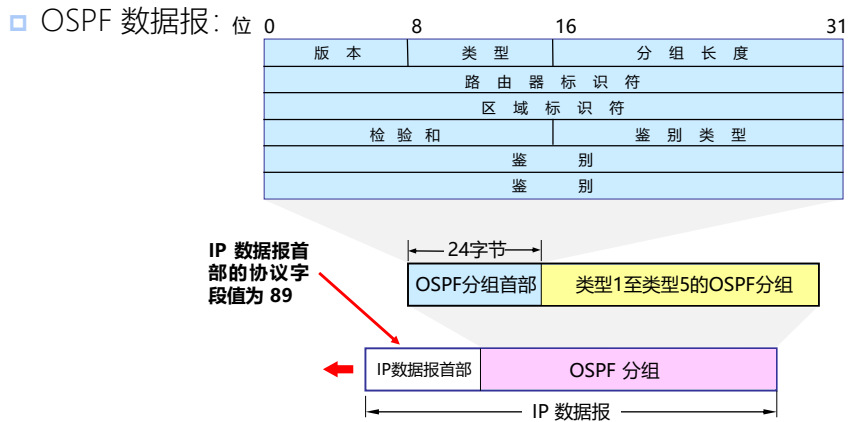 OSPF 数据报：位 0 8 16 31
版 本 类 型 分 组 长 度
路 由 器 标 识 符
区 域 标 识 符
检 验 和 鉴 别 类 型
鉴 别
鉴 别
IP 数据报首
部的协议字
段值为 89
24字节
OSPF分组首部 类型1至类型5的OSPF分组
IP数据报首部 OSPF 分组
IP 数据报